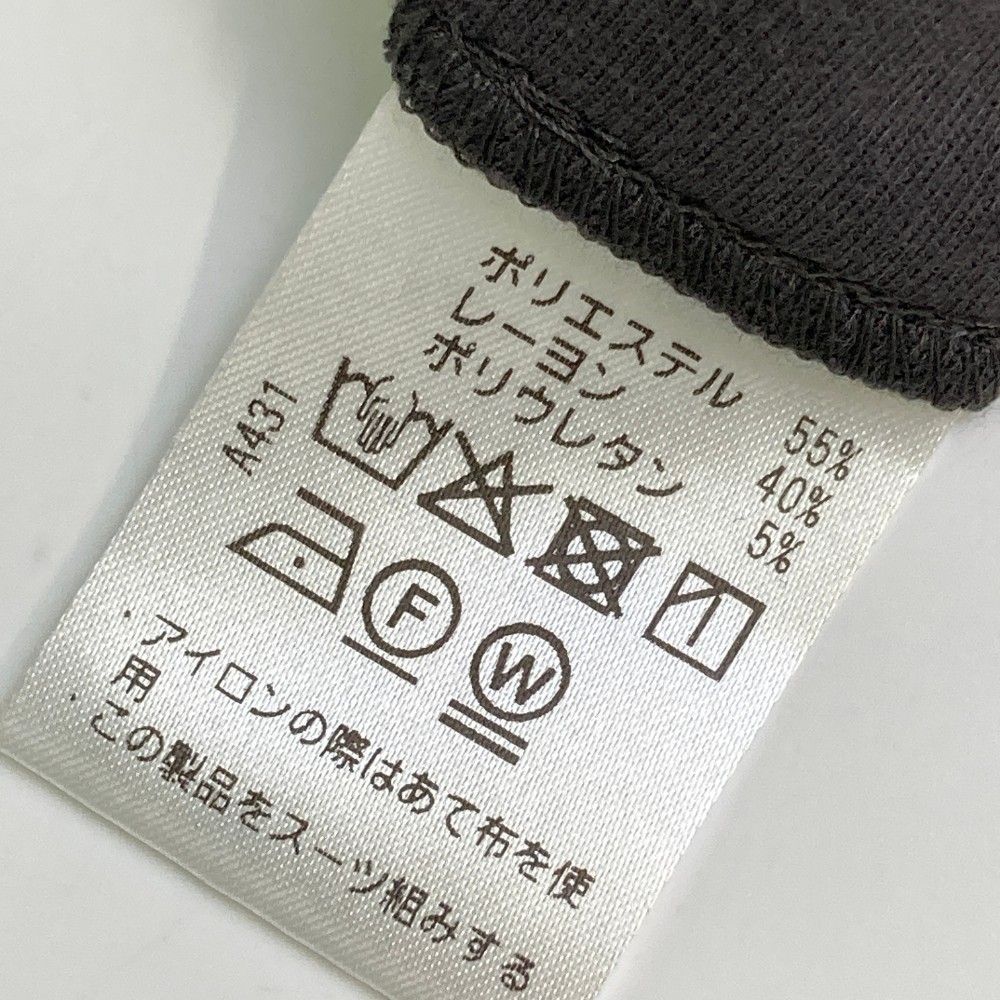 ポリエステル 55%
レーヨン 40%
ポリウレタン 5%
A431
F
W
・アイロンの際はあて布を使
用
・この製品をスーツ組みする